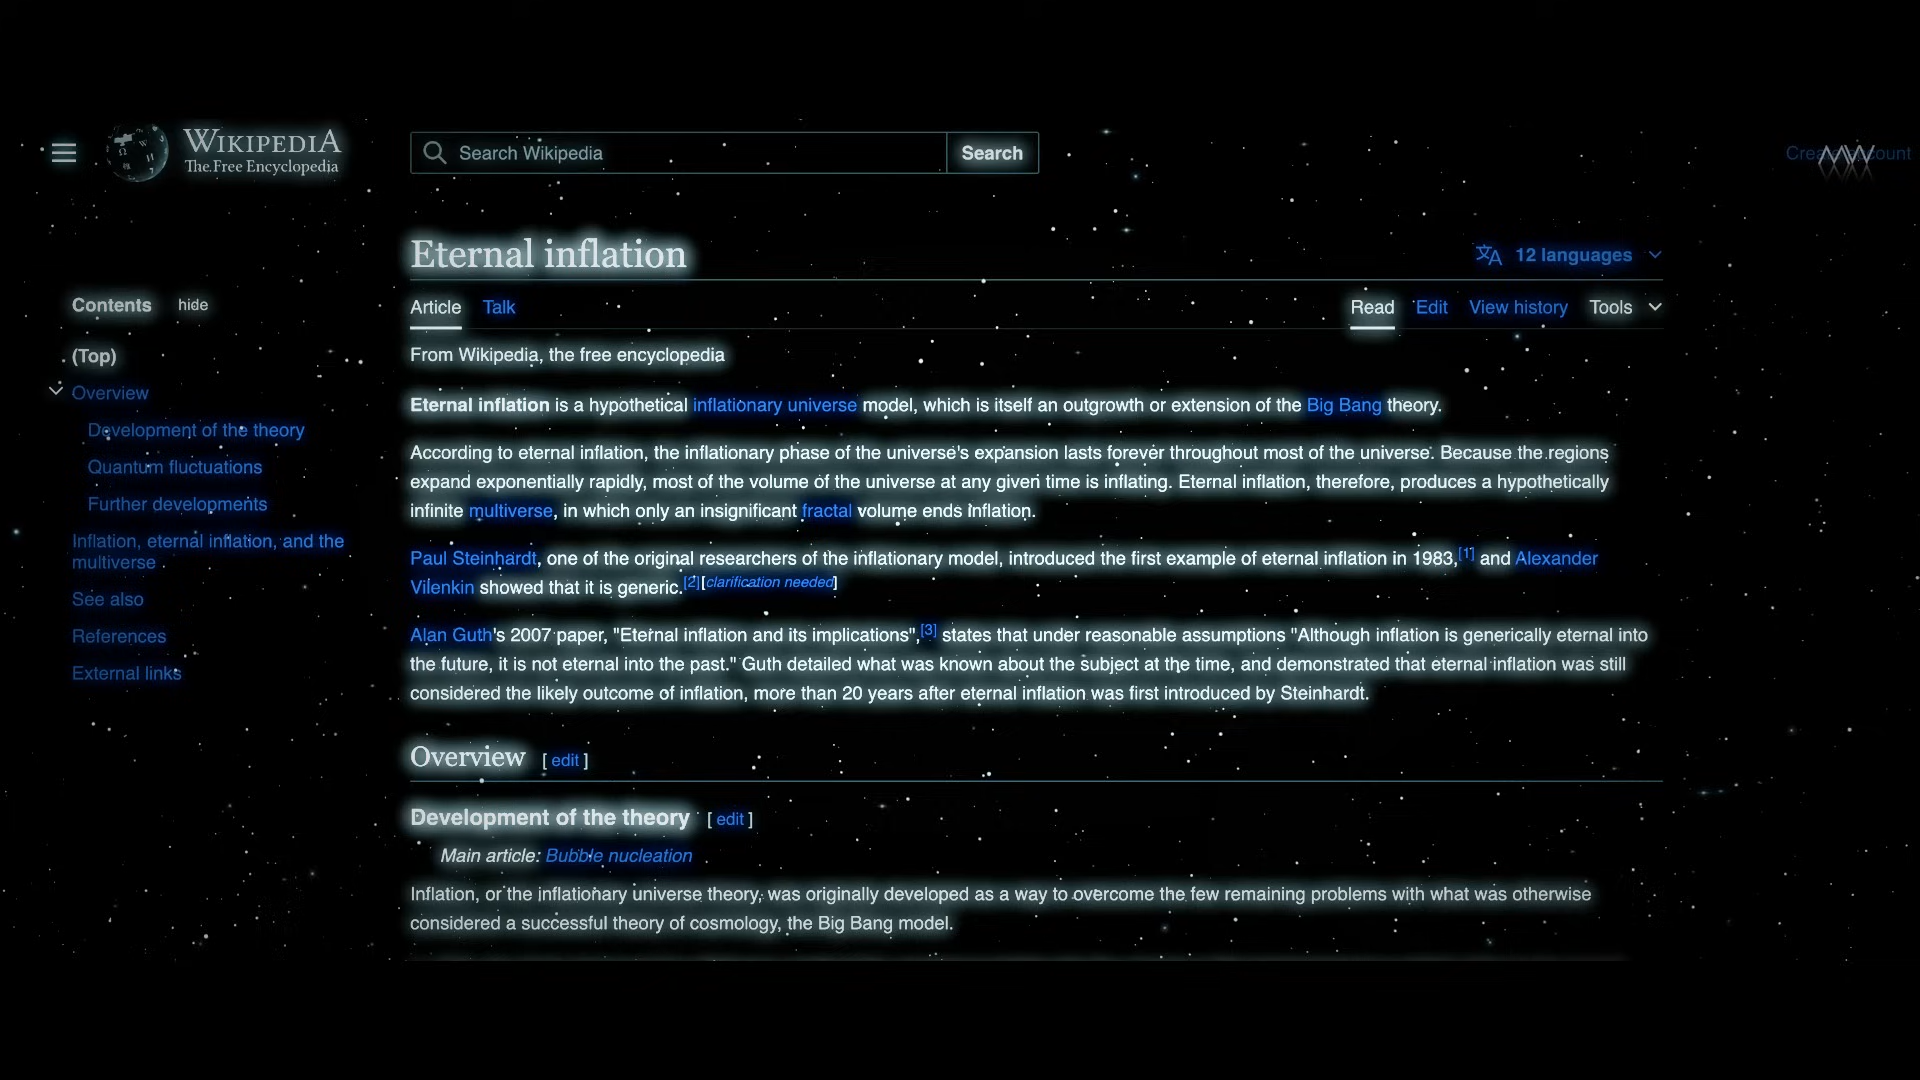 WIKIPEDIA
The Free Encyclopedia
Search Wikipedia
Search
MW
Eternal inflation
12 languages
Article Talk
Read Edit View history Tools
From Wikipedia, the free encyclopedia
Eternal inflation is a hypothetical inflationary universe model, which is itself an outgrowth or extension of the Big Bang theory.
According to eternal inflation, the inflationary phase of the universe's expansion lasts forever throughout most of the universe. Because the regions
expand exponentially rapidly, most of the volume of the universe at any given time is inflating. Eternal inflation, therefore, produces a hypothetically
infinite multiverse, in which only an insignificant fractal volume ends inflation.
Paul Steinhardt, one of the original researchers of the inflationary model, introduced the first example of eternal inflation in 1983,[1] and Alexander
Vilenkin showed that it is generic.[2][clarification needed]
Alan Guth's 2007 paper, "Eternal inflation and its implications",[3] states that under reasonable assumptions "Although inflation is generically eternal into
the future, it is not eternal into the past." Guth detailed what was known about the subject at the time, and demonstrated that eternal inflation was still
considered the likely outcome of inflation, more than 20 years after eternal inflation was first introduced by Steinhardt.
Overview [ edit ]
Development of the theory [ edit ]
Main article: Bubble nucleation
Inflation, or the inflationary universe theory, was originally developed as a way to overcome the few remaining problems with what was otherwise
considered a successful theory of cosmology, the Big Bang model.
Contents hide
(Top)
Overview
Development of the theory
Quantum fluctuations
Further developments
Inflation, eternal inflation, and the
multiverse
See also
References
External links